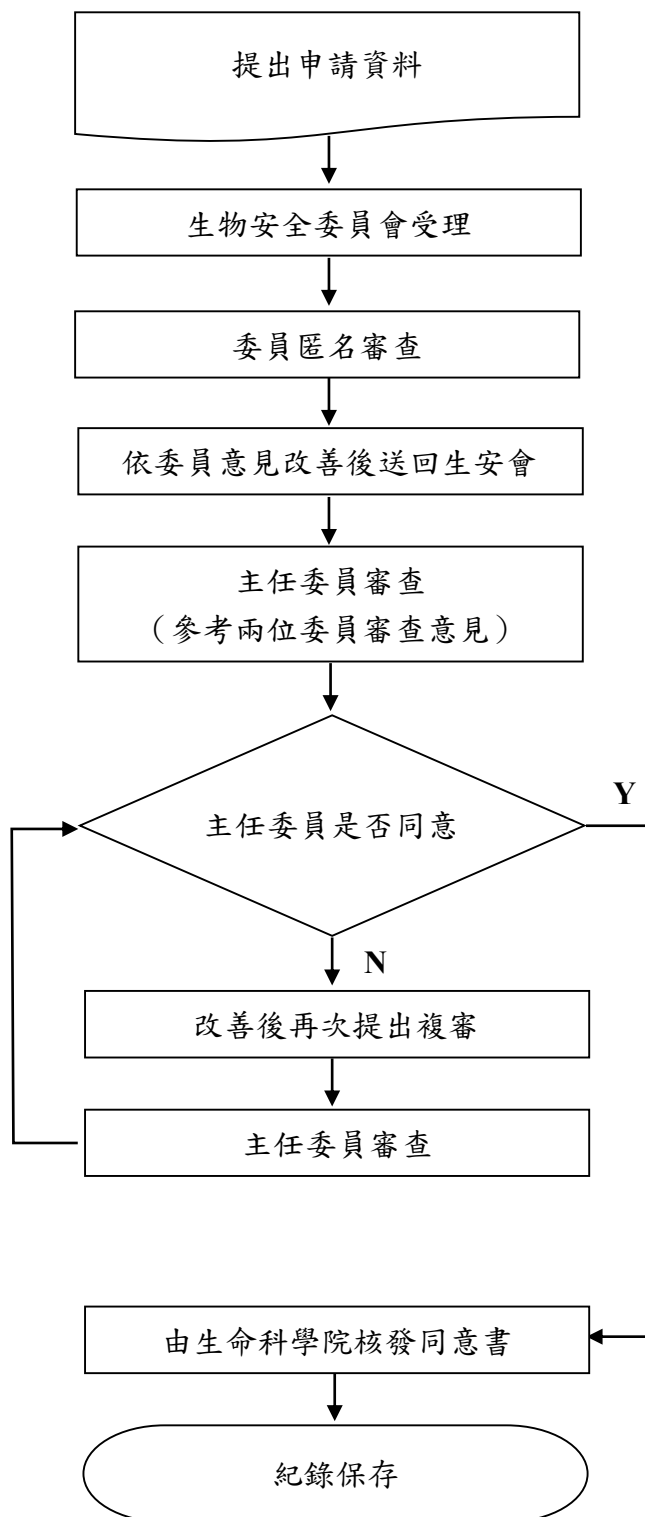 提出申請資料
生物安全委員會受理
委員匿名審查
依委員意見改善後送回生安會
主任委員審查
（參考兩位委員審查意見）
Y
主任委員是否同意
N
改善後再次提出複審
主任委員審查
由生命科學院核發同意書
紀錄保存